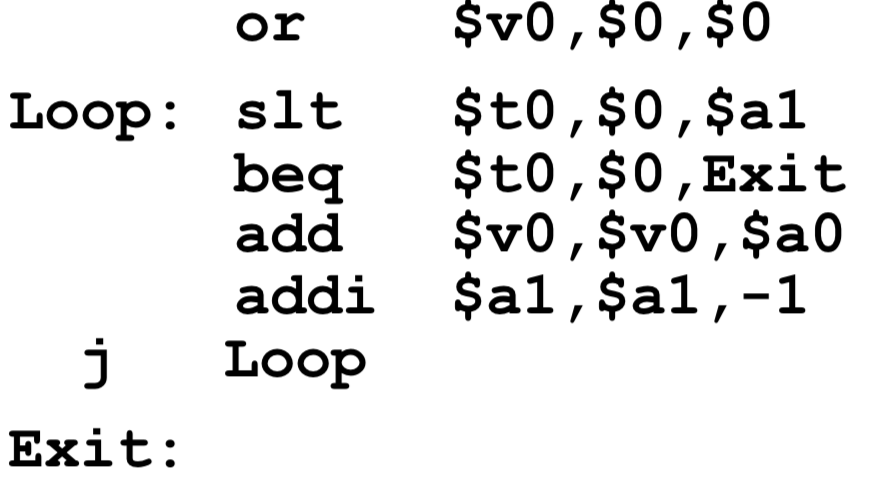 or $v0,$0,$0
Loop: slt $t0,$0,$a1
beq $t0,$0,Exit
add $v0,$v0,$a0
addi $a1,$a1,-1
j Loop
Exit: